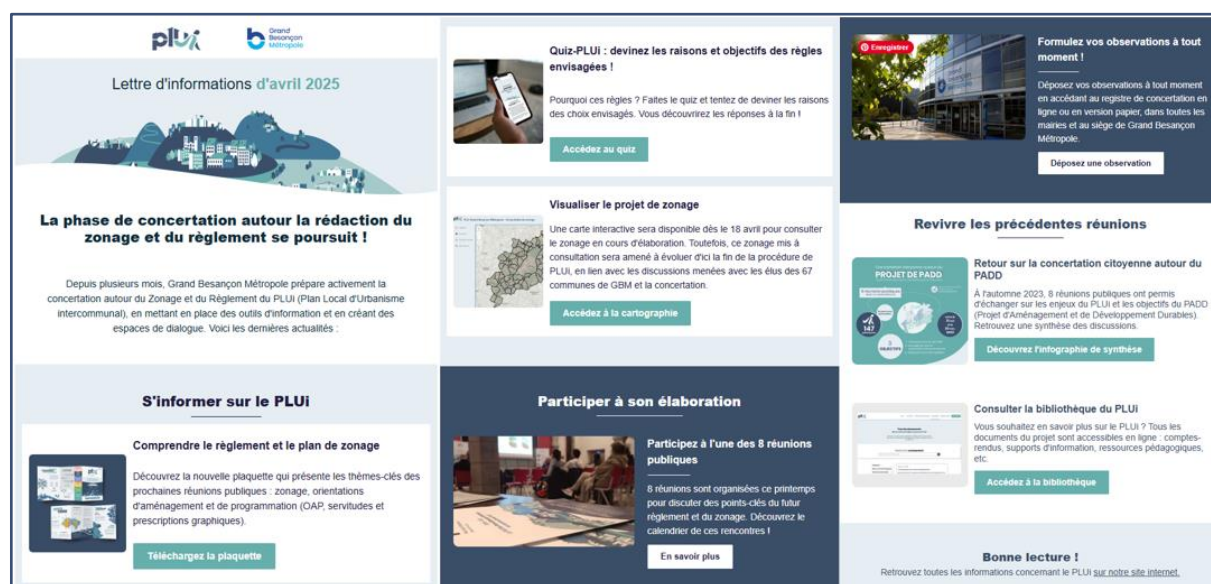 plui
Grand
Besançon
Métropole
Lettre d'informations d'avril 2025
La phase de concertation autour la rédaction du
zonage et du règlement se poursuit !
Depuis plusieurs mois, Grand Besançon Métropole prépare activement la
concertation autour du Zonage et du Règlement du PLUi (Plan Local d'Urbanisme
intercommunal), en mettant en place des outils d'information et en créant des
espaces de dialogue. Voici les dernières actualités :
S'informer sur le PLUi
Comprendre le règlement et le plan de zonage
Découvrez la nouvelle plaquette qui présente les thèmes-clés des
prochaines réunions publiques : zonage, orientations
d'aménagement et de programmation (OAP, servitudes et
prescriptions graphiques).
Téléchargez la plaquette
Quiz-PLUi : devinez les raisons et objectifs des règles
envisagées !
Pourquoi ces règles ? Faites le quiz et tentez de deviner les raisons
des choix envisagés. Vous découvrirez les réponses à la fin !
Accédez au quiz
Visualiser le projet de zonage
Une carte interactive sera disponible dès le 18 avril pour consulter
le zonage en cours d'élaboration. Toutefois, ce zonage mis à
consultation sera amené à évoluer d'ici la fin de la procédure de
PLUi, en lien avec les discussions menées avec les élus des 67
communes de GBM et la concertation.
Accédez à la cartographie
Participer à son élaboration
Participez à l'une des 8 réunions
publiques
8 réunions sont organisées ce printemps
pour discuter des points-clés du futur
règlement et du zonage. Découvrez le
calendrier de ces rencontres !
En savoir plus
Enregistrer
Formulez vos observations à tout
moment !
Déposez vos observations à tout moment
en accédant au registre de concertation en
ligne ou en version papier, dans toutes les
mairies et au siège de Grand Besançon
Métropole.
Déposez une observation
Revivre les précédentes réunions
PROJET DE PADD
147
3
OBJECTIFS
Retour sur la concertation citoyenne autour du
PADD
À l'automne 2023, 8 réunions publiques ont permis
d'échanger sur les enjeux du PLUi et les objectifs du PADD
(Projet d'Aménagement et de Développement Durables).
Retrouvez une synthèse des discussions.
Découvrez l'infographie de synthèse
Consulter la bibliothèque du PLUi
Vous souhaitez en savoir plus sur le PLUi ? Tous les
documents du projet sont accessibles en ligne : comptes-
rendus, supports d'information, ressources pédagogiques,
etc.
Accédez à la bibliothèque
Bonne lecture !
Retrouvez toutes les informations concernant le PLUi sur notre site internet.